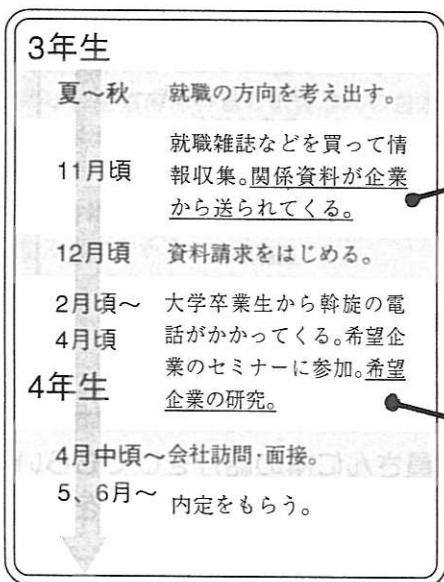 3年生
夏～秋 就職の方向を考え出す。
就職雑誌などを買って情
11月頃 報収集。関係資料が企業
から送られてくる。
12月頃 資料請求をはじめる。
2月頃～ 大学卒業生から斡旋の電
4月頃 話がかかってくる。希望企
業のセミナーに参加。希望
4年生 企業の研究。
4月中頃～会社訪問・面接。
5、6月～ 内定をもらう。